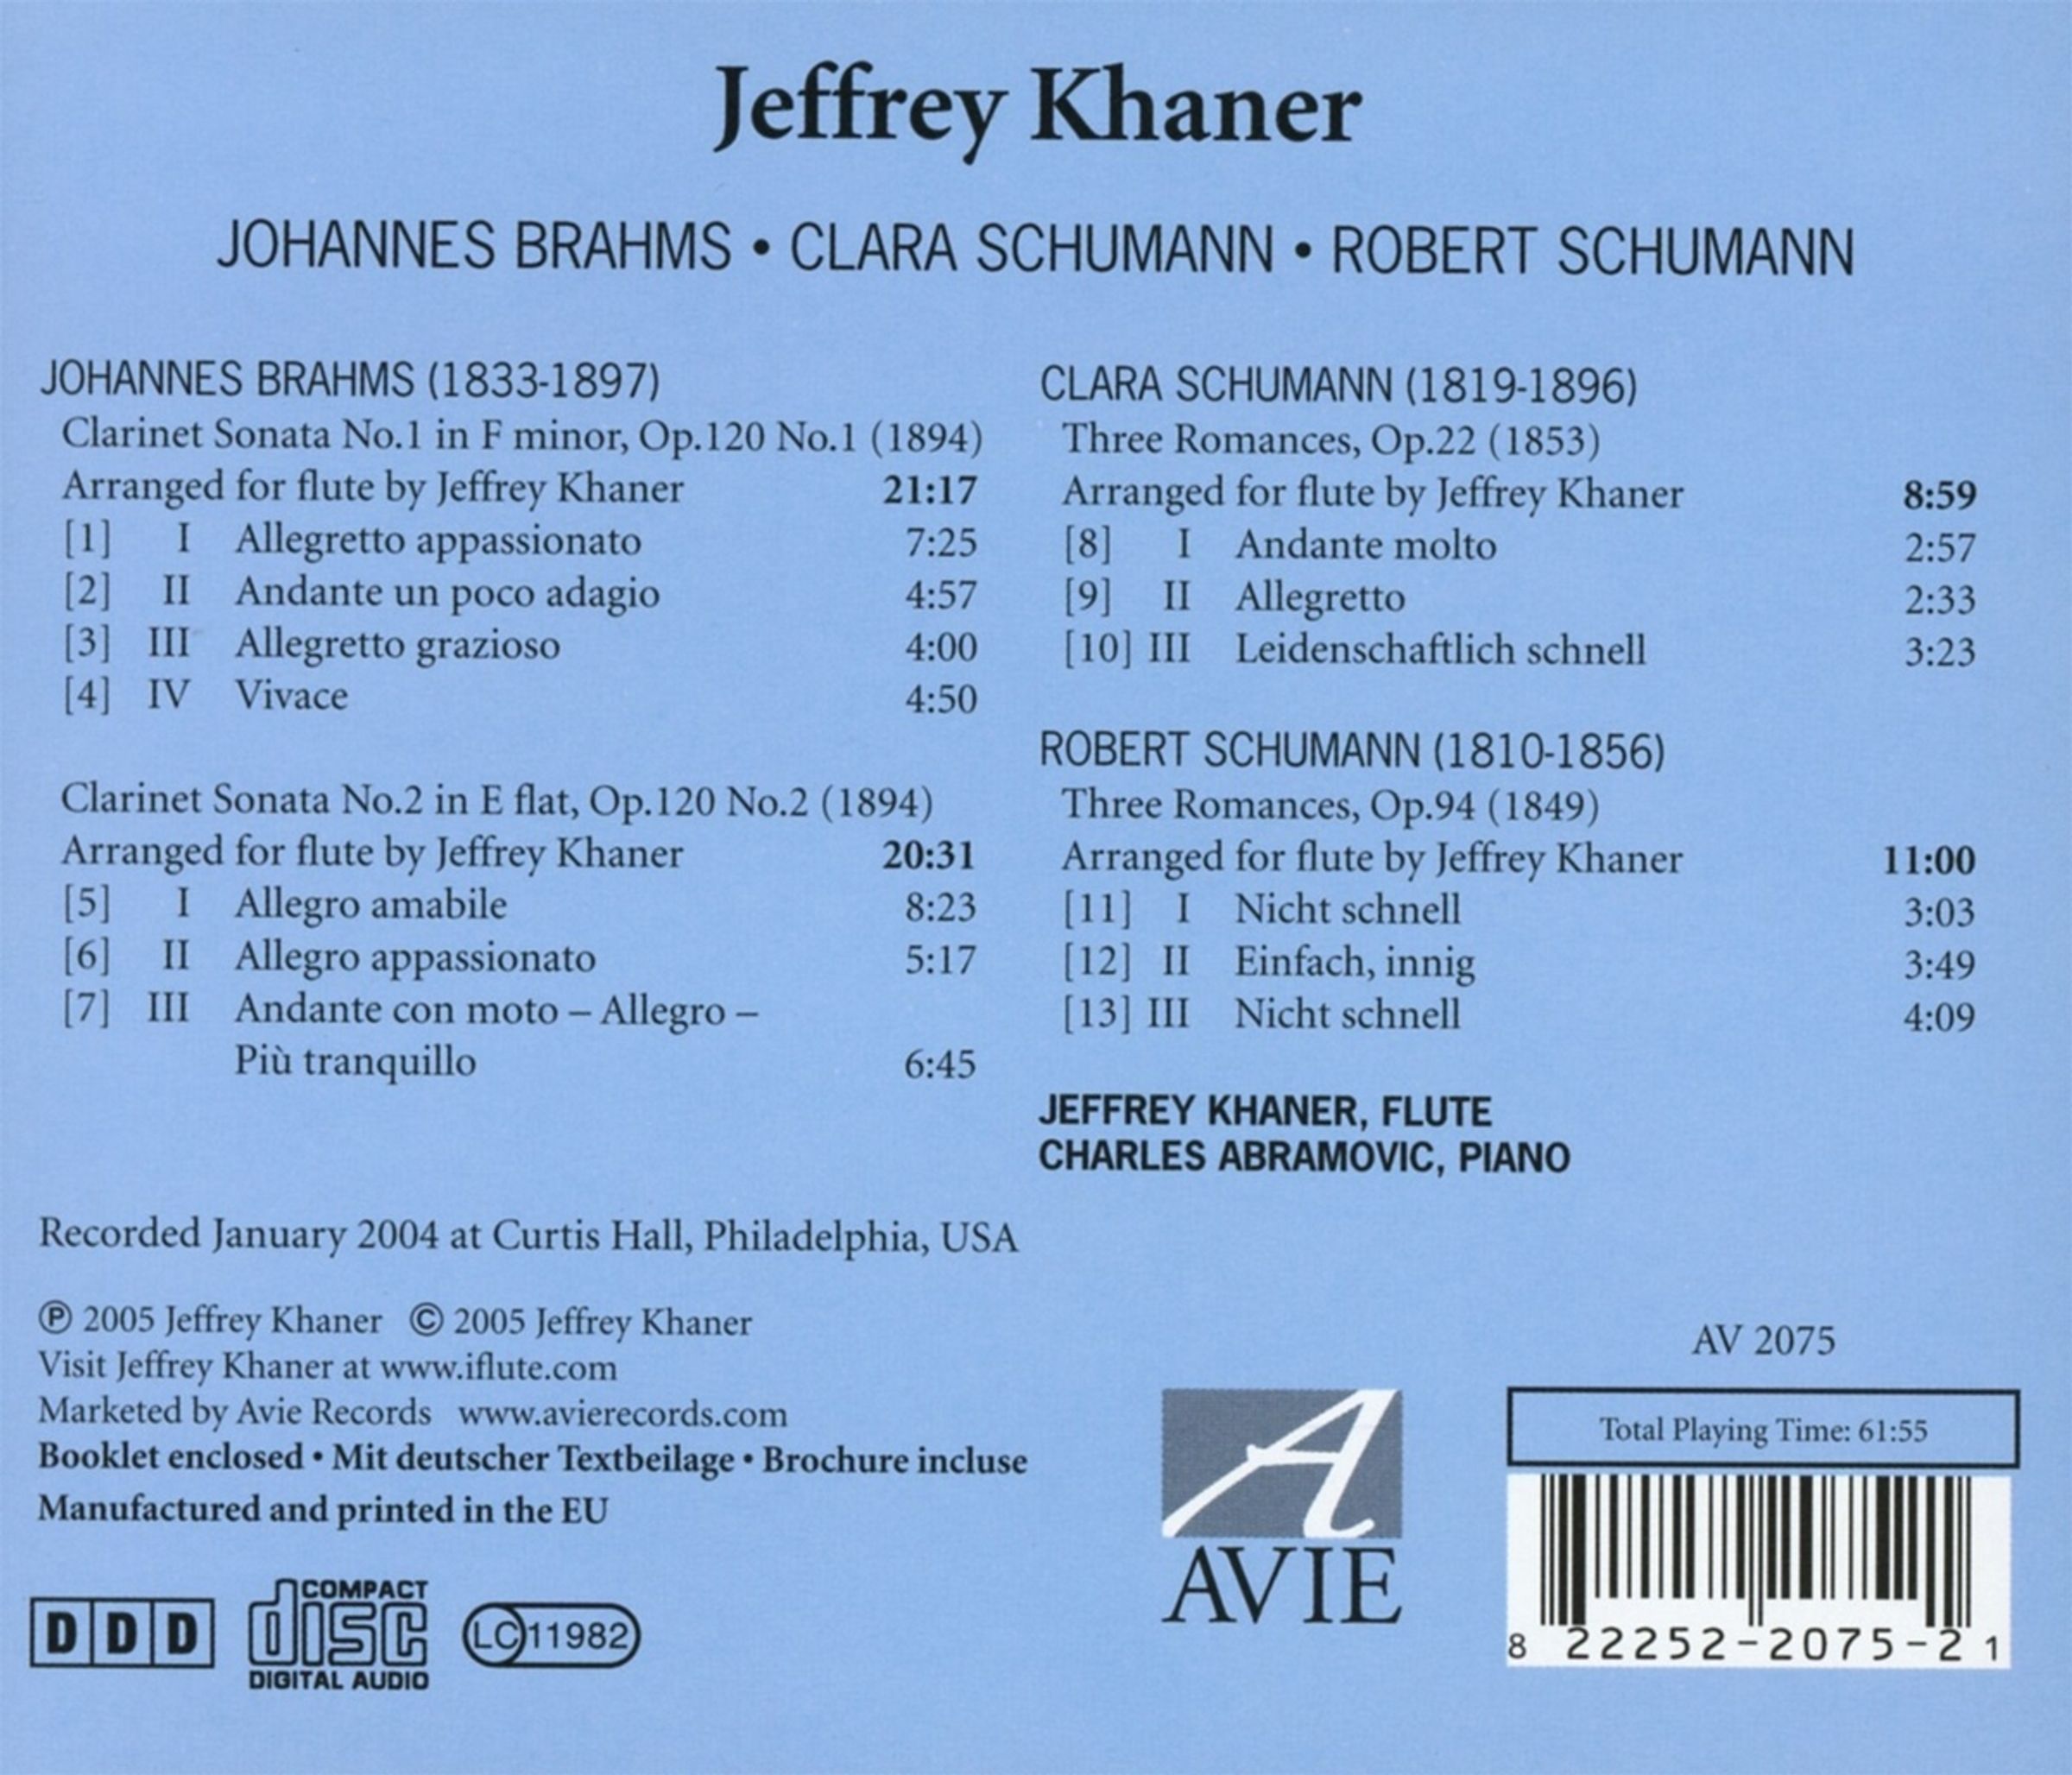 Jeffrey Khaner
JOHANNES BRAHMS • CLARA SCHUMANN • ROBERT SCHUMANN
JOHANNES BRAHMS (1833-1897)
Clarinet Sonata No.1 in F minor, Op.120 No.1 (1894)
Arranged for flute by Jeffrey Khaner 21:17
[1] I Allegretto appassionato 7:25
[2] II Andante un poco adagio 4:57
[3] III Allegretto grazioso 4:00
[4] IV Vivace 4:50
Clarinet Sonata No.2 in E flat, Op.120 No.2 (1894)
Arranged for flute by Jeffrey Khaner 20:31
[5] I Allegro amabile 8:23
[6] II Allegro appassionato 5:17
[7] III Andante con moto – Allegro –
Più tranquillo 6:45
CLARA SCHUMANN (1819-1896)
Three Romances, Op.22 (1853)
Arranged for flute by Jeffrey Khaner 8:59
[8] I Andante molto 2:57
[9] II Allegretto 2:33
[10] III Leidenschaftlich schnell 3:23
ROBERT SCHUMANN (1810-1856)
Three Romances, Op.94 (1849)
Arranged for flute by Jeffrey Khaner 11:00
[11] I Nicht schnell 3:03
[12] II Einfach, innig 3:49
[13] III Nicht schnell 4:09
JEFFREY KHANER, FLUTE
CHARLES ABRAMOVIC, PIANO
Recorded January 2004 at Curtis Hall, Philadelphia, USA
℗ 2005 Jeffrey Khaner © 2005 Jeffrey Khaner
Visit Jeffrey Khaner at www.iflute.com
Marketed by Avie Records www.avierecords.com
Booklet enclosed • Mit deutscher Textbeilage • Brochure incluse
Manufactured and printed in the EU
DDD
COMPACT
disc
DIGITAL AUDIO
LC 11982
A
AVIE
AV 2075
Total Playing Time: 61:55
8 22252-2075-2 1